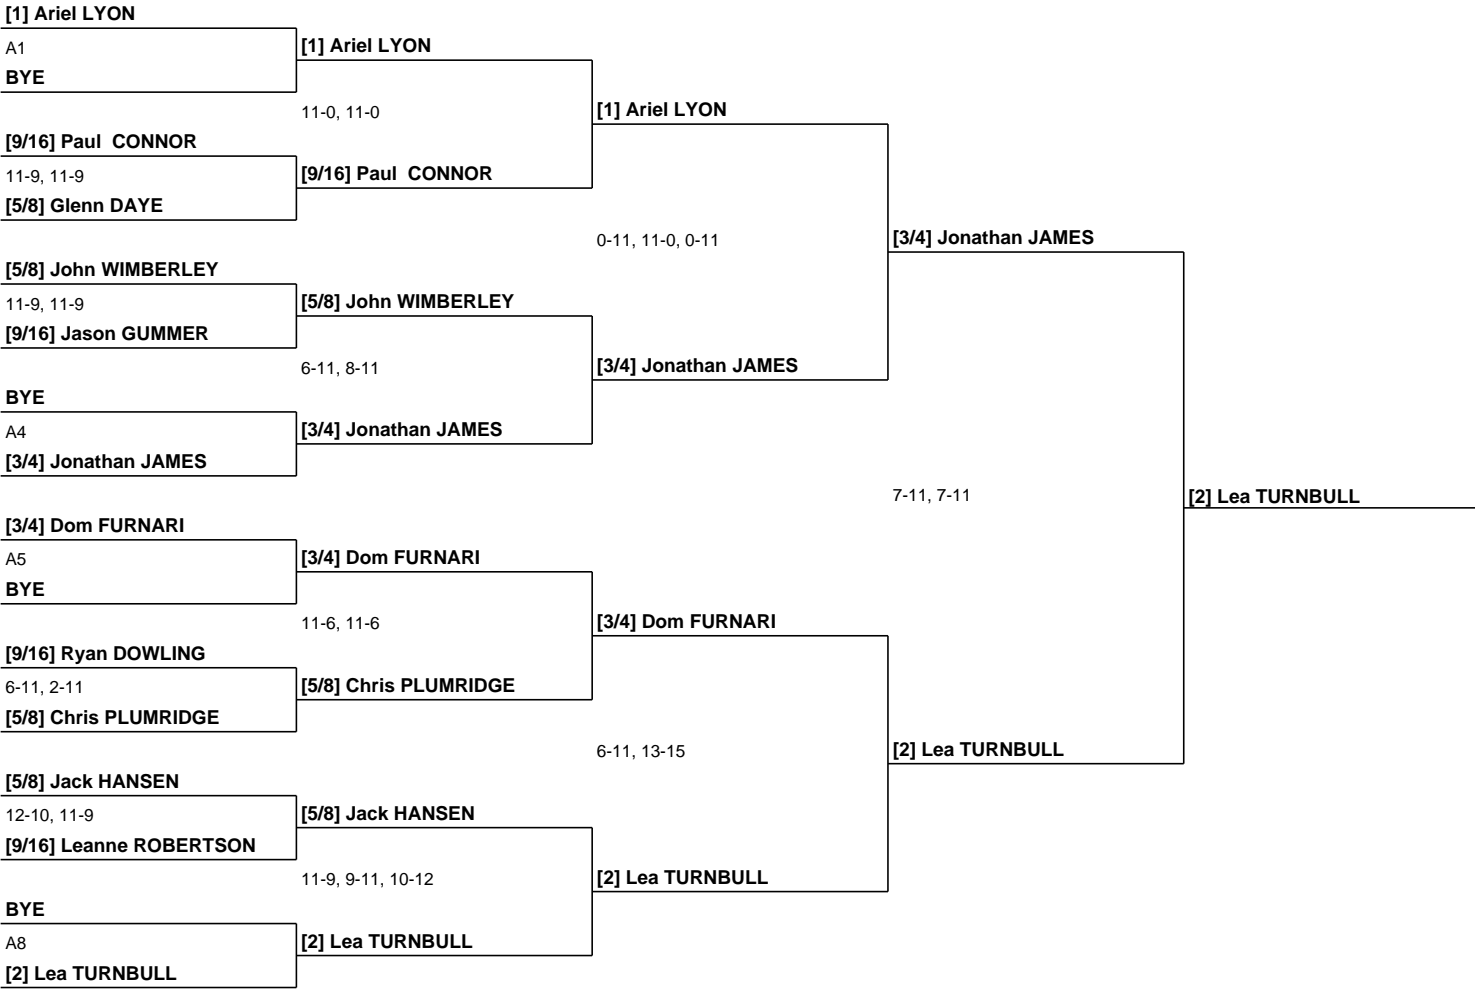 [1] Ariel LYON
A1
BYE
[9/16] Paul  CONNOR
11-9, 11-9
[5/8] Glenn DAYE
[5/8] John WIMBERLEY
11-9, 11-9
[9/16] Jason GUMMER
BYE
A4
[3/4] Jonathan JAMES
[3/4] Dom FURNARI
A5
BYE
[9/16] Ryan DOWLING
6-11, 2-11
[5/8] Chris PLUMRIDGE
[5/8] Jack HANSEN
12-10, 11-9
[9/16] Leanne ROBERTSON
BYE
A8
[2] Lea TURNBULL
[1] Ariel LYON
11-0, 11-0
[9/16] Paul  CONNOR
[5/8] John WIMBERLEY
6-11, 8-11
[3/4] Jonathan JAMES
[3/4] Dom FURNARI
11-6, 11-6
[5/8] Chris PLUMRIDGE
[5/8] Jack HANSEN
11-9, 9-11, 10-12
[2] Lea TURNBULL
[1] Ariel LYON
0-11, 11-0, 0-11
[3/4] Jonathan JAMES
[3/4] Dom FURNARI
6-11, 13-15
[2] Lea TURNBULL
[3/4] Jonathan JAMES
7-11, 7-11
[2] Lea TURNBULL
[2] Lea TURNBULL